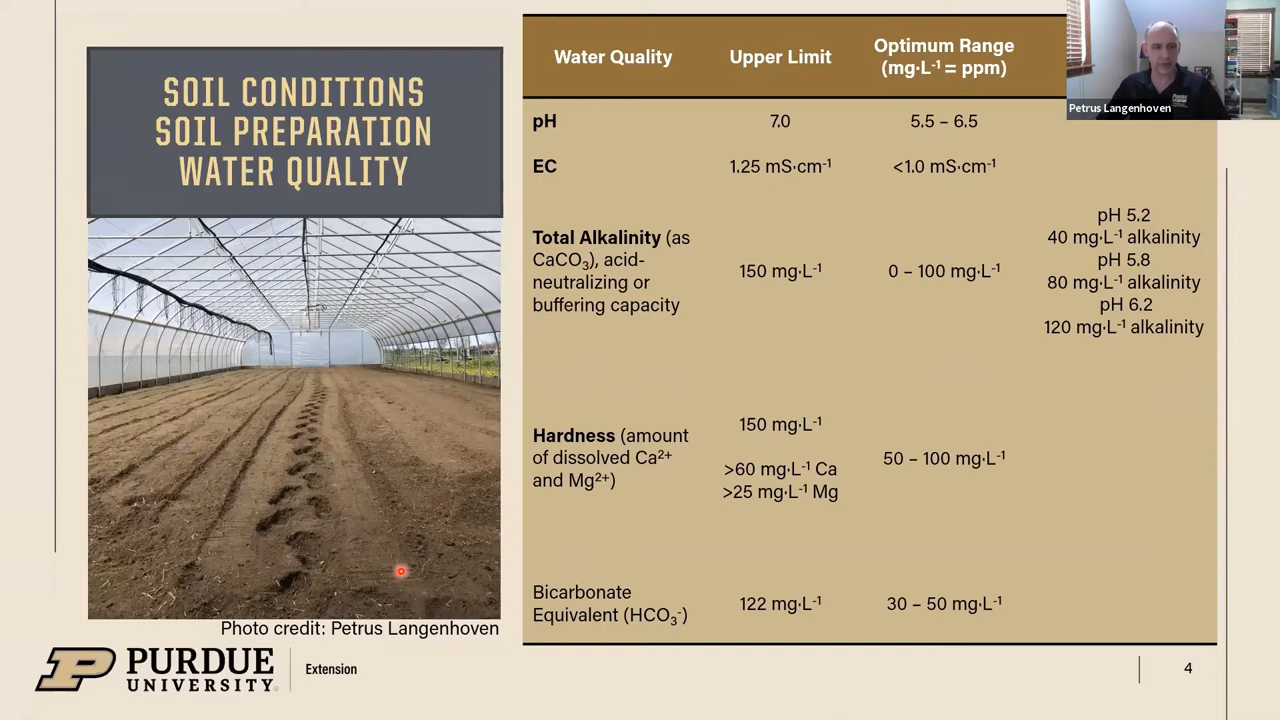 SOIL CONDITIONS
SOIL PREPARATION
WATER QUALITY
Photo credit: Petrus Langenhoven
PURDUE
UNIVERSITY
Extension
Water Quality
Upper Limit
Optimum Range
(mg·L⁻¹ = ppm)
pH
7.0
5.5 – 6.5
EC
1.25 mS·cm⁻¹
<1.0 mS·cm⁻¹
Total Alkalinity (as
CaCO₃), acid-
neutralizing or
buffering capacity
150 mg·L⁻¹
0 – 100 mg·L⁻¹
pH 5.2
40 mg·L⁻¹ alkalinity
pH 5.8
80 mg·L⁻¹ alkalinity
pH 6.2
120 mg·L⁻¹ alkalinity
Hardness (amount
of dissolved Ca²⁺
and Mg²⁺)
150 mg·L⁻¹
>60 mg·L⁻¹ Ca
>25 mg·L⁻¹ Mg
50 – 100 mg·L⁻¹
Bicarbonate
Equivalent (HCO₃⁻)
122 mg·L⁻¹
30 – 50 mg·L⁻¹
Petrus Langenhoven
PURDUE
4